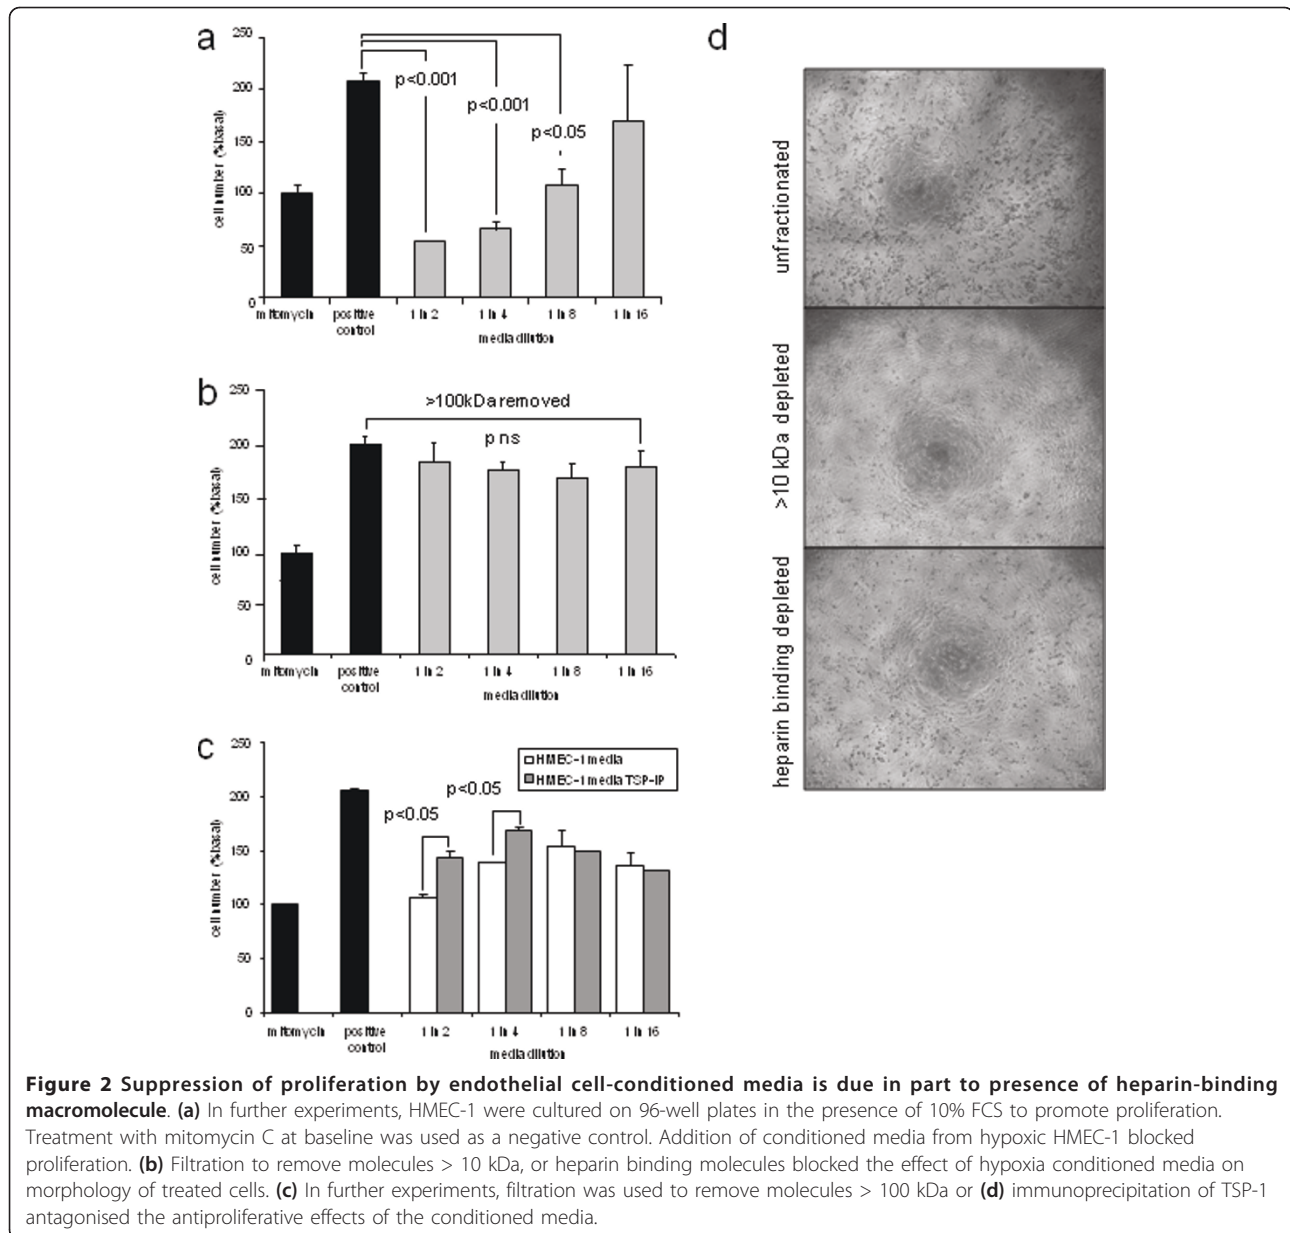 a
250
200
150
100
50
0
cell number (%basal)
p<0.001
p<0.001
p<0.05
mitomycin
positive control
1 in 2
1 in 4
1 in 8
1 in 16
media dilution
b
250
200
150
100
50
0
cell number (%basal)
>100kDa removed
p ns
mitomycin
positive control
1 in 2
1 in 4
1 in 8
1 in 16
media dilution
c
250
200
150
100
50
0
cell number (%basal)
HMEC-1 media
HMEC-1 media TSP-IP
p<0.05
p<0.05
mitomycin
positive control
1 in 2
1 in 4
1 in 8
1 in 16
media dilution
d
unfractionated
>10 kDa depleted
heparin binding depleted
Figure 2 Suppression of proliferation by endothelial cell-conditioned media is due in part to presence of heparin-binding
macromolecule. (a) In further experiments, HMEC-1 were cultured on 96-well plates in the presence of 10% FCS to promote proliferation.
Treatment with mitomycin C at baseline was used as a negative control. Addition of conditioned media from hypoxic HMEC-1 blocked
proliferation. (b) Filtration to remove molecules > 10 kDa, or heparin binding molecules blocked the effect of hypoxia conditioned media on
morphology of treated cells. (c) In further experiments, filtration was used to remove molecules > 100 kDa or (d) immunoprecipitation of TSP-1
antagonised the antiproliferative effects of the conditioned media.